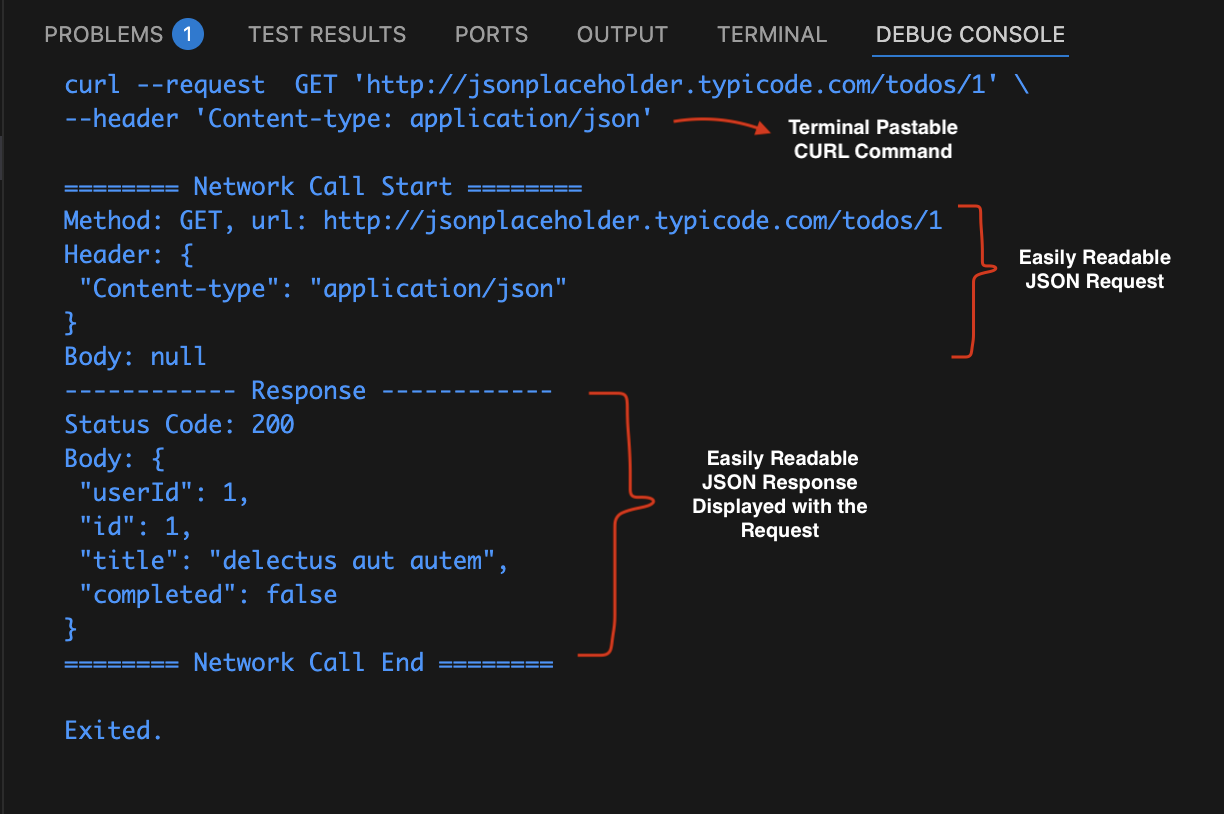 PROBLEMS 1 TEST RESULTS PORTS OUTPUT TERMINAL DEBUG CONSOLE
curl --request  GET 'http://jsonplaceholder.typicode.com/todos/1' \
--header 'Content-type: application/json'
Terminal Pastable
CURL Command
======== Network Call Start ========
Method: GET, url: http://jsonplaceholder.typicode.com/todos/1
Header: {
 "Content-type": "application/json"
}
Body: null
Easily Readable
JSON Request
------------ Response ------------
Status Code: 200
Body: {
 "userId": 1,
 "id": 1,
 "title": "delectus aut autem",
 "completed": false
}
Easily Readable
JSON Response
Displayed with the
Request
======== Network Call End ========
Exited.